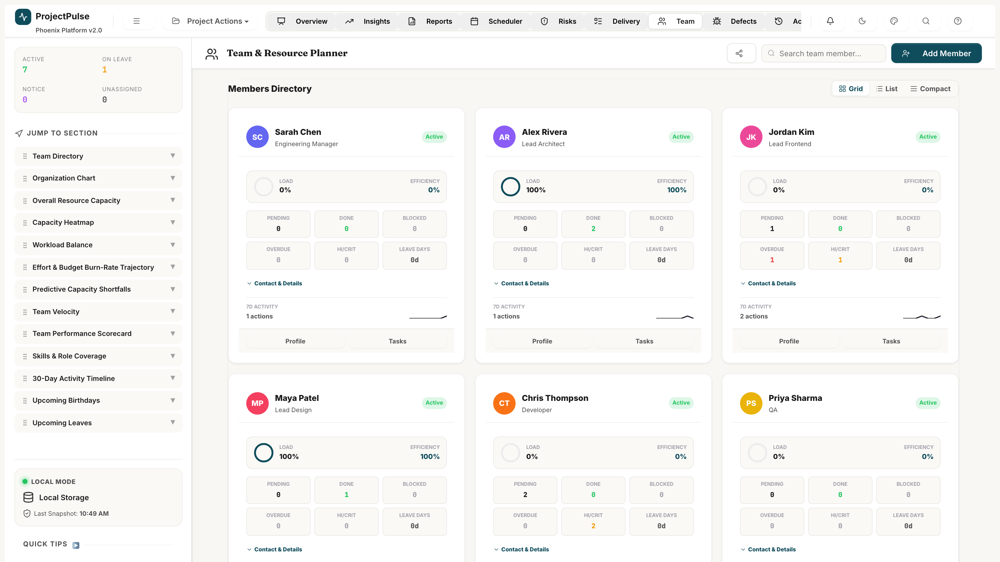 ProjectPulse
Phoenix Platform v2.0
Project Actions
Overview
Insights
Reports
Scheduler
Risks
Delivery
Team
Defects
Ac
ACTIVE
7
ON LEAVE
1
NOTICE
0
UNASSIGNED
0
JUMP TO SECTION
Team Directory
Organization Chart
Overall Resource Capacity
Capacity Heatmap
Workload Balance
Effort & Budget Burn-Rate Trajectory
Predictive Capacity Shortfalls
Team Velocity
Team Performance Scorecard
Skills & Role Coverage
30-Day Activity Timeline
Upcoming Birthdays
Upcoming Leaves
LOCAL MODE
Local Storage
Last Snapshot: 10:49 AM
QUICK TIPS
Team & Resource Planner
Search team member...
Add Member
Members Directory
Grid
List
Compact
SC
Sarah Chen
Engineering Manager
Active
LOAD
0%
EFFICIENCY
0%
PENDING
0
DONE
0
BLOCKED
0
OVERDUE
0
HI/CRIT
0
LEAVE DAYS
0d
Contact & Details
7D ACTIVITY
1 actions
Profile
Tasks
AR
Alex Rivera
Lead Architect
Active
LOAD
100%
EFFICIENCY
100%
PENDING
0
DONE
2
BLOCKED
0
OVERDUE
0
HI/CRIT
0
LEAVE DAYS
0d
Contact & Details
7D ACTIVITY
1 actions
Profile
Tasks
JK
Jordan Kim
Lead Frontend
Active
LOAD
0%
EFFICIENCY
0%
PENDING
1
DONE
0
BLOCKED
0
OVERDUE
1
HI/CRIT
1
LEAVE DAYS
0d
Contact & Details
7D ACTIVITY
2 actions
Profile
Tasks
MP
Maya Patel
Lead Design
Active
LOAD
100%
EFFICIENCY
100%
PENDING
0
DONE
1
BLOCKED
0
OVERDUE
0
HI/CRIT
0
LEAVE DAYS
0d
Contact & Details
CT
Chris Thompson
Developer
Active
LOAD
0%
EFFICIENCY
0%
PENDING
2
DONE
0
BLOCKED
0
OVERDUE
0
HI/CRIT
2
LEAVE DAYS
0d
Contact & Details
PS
Priya Sharma
QA
Active
LOAD
0%
EFFICIENCY
0%
PENDING
0
DONE
0
BLOCKED
0
OVERDUE
0
HI/CRIT
0
LEAVE DAYS
0d
Contact & Details